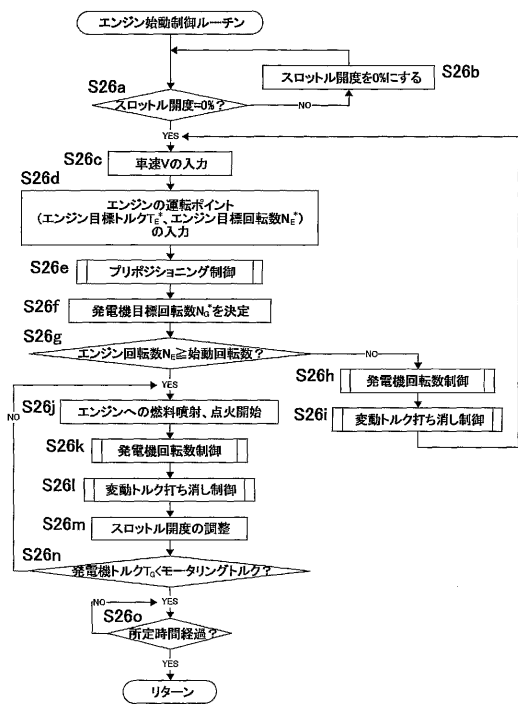 エンジン始動制御ルーチン
スロットル開度を0%にする
S26b
S26a
スロットル開度=0%?
NO
YES
S26c
車速Vの入力
S26d
エンジンの運転ポイント
(エンジン目標トルクTE*、エンジン目標回転数NE*)
の入力
S26e
プリポジショニング制御
S26f
発電機目標回転数NG*を決定
S26g
エンジン回転数NE≧始動回転数?
NO
YES
S26h
発電機回転数制御
S26i
変動トルク打ち消し制御
NO
S26j
エンジンへの燃料噴射、点火開始
S26k
発電機回転数制御
S26l
変動トルク打ち消し制御
S26m
スロットル開度の調整
S26n
発電機トルクTG<モータリングトルク?
NO
YES
S26o
所定時間経過?
YES
リターン